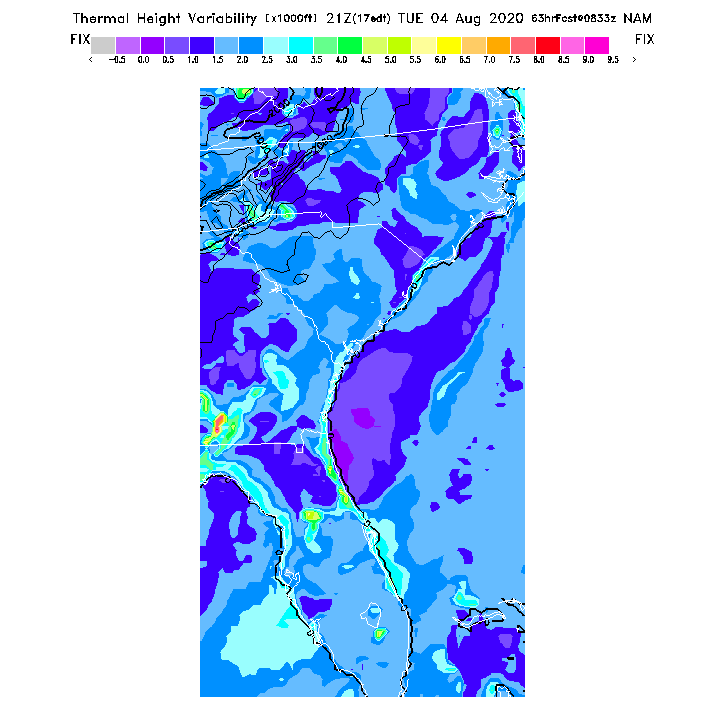 Thermal Height Variability [x1000ft] 21Z(17edt) TUE 04 Aug 2020 63hrFcst@0833z NAM
FIX FIX
< -0.5 0.0 0.5 1.0 1.5 2.0 2.5 3.0 3.5 4.0 4.5 5.0 5.5 6.0 6.5 7.0 7.5 8.0 8.5 9.0 9.5 >